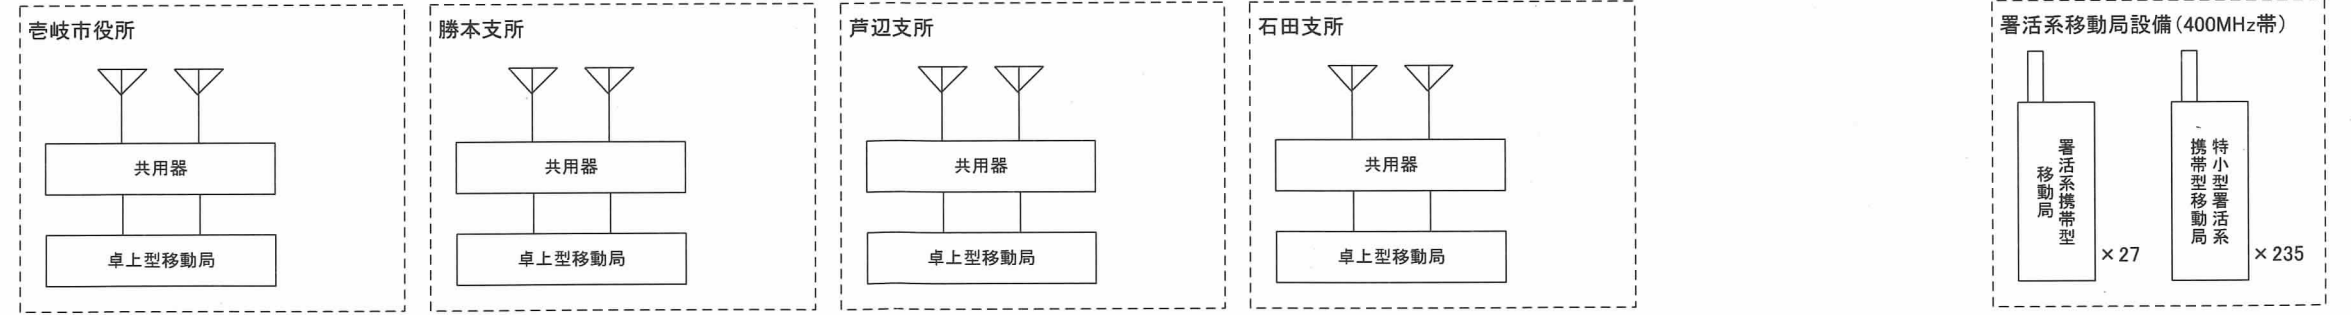 壱岐市役所
共用器
卓上型移動局
勝本支所
共用器
卓上型移動局
芦辺支所
共用器
卓上型移動局
石田支所
共用器
卓上型移動局
署活系移動局設備(400MHz帯)
署活系携帯型
移動局
×27
特小型署活系
携帯型移動局
×235